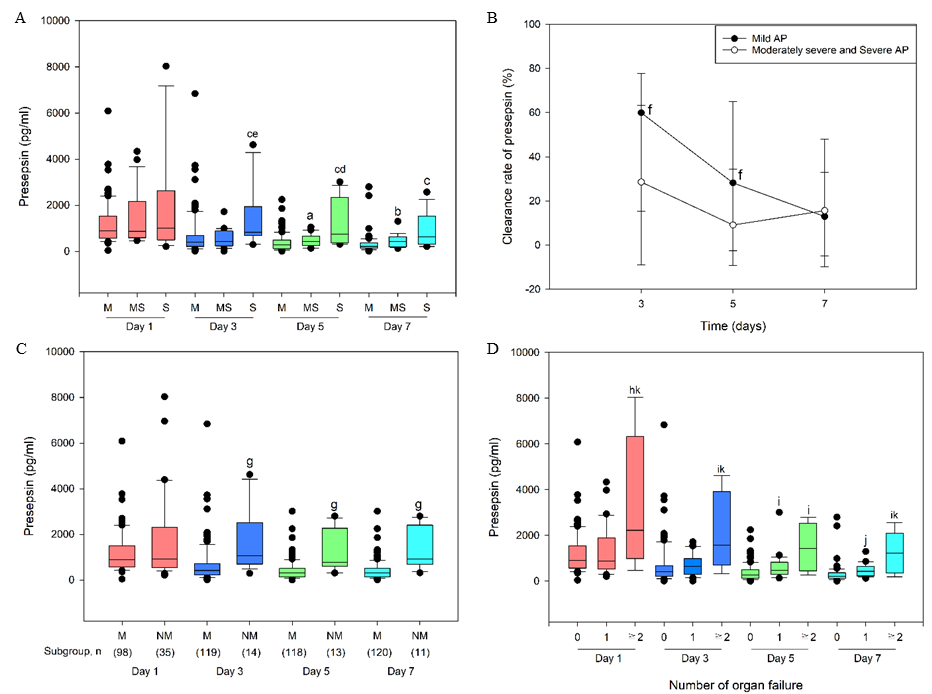 A
10000
8000
6000
4000
2000
0
Presepsin (pg/ml)
ce
a
cd
b
c
M MS S M MS S M MS S M MS S
Day 1 Day 3 Day 5 Day 7
B
100
80
60
40
20
0
-20
Clearance rate of presepsin (%)
Mild AP
Moderately severe and Severe AP
f
f
3 5 7
Time (days)
C
10000
8000
6000
4000
2000
0
Presepsin (pg/ml)
g
g
g
M NM M NM M NM M NM
Subgroup, n (98) (35) (119) (14) (118) (13) (120) (11)
Day 1 Day 3 Day 5 Day 7
D
10000
8000
6000
4000
2000
0
Presepsin (pg/ml)
hk
ik
i
i
j
ik
0 1 ≥2 0 1 ≥2 0 1 ≥2 0 1 ≥2
Day 1 Day 3 Day 5 Day 7
Number of organ failure